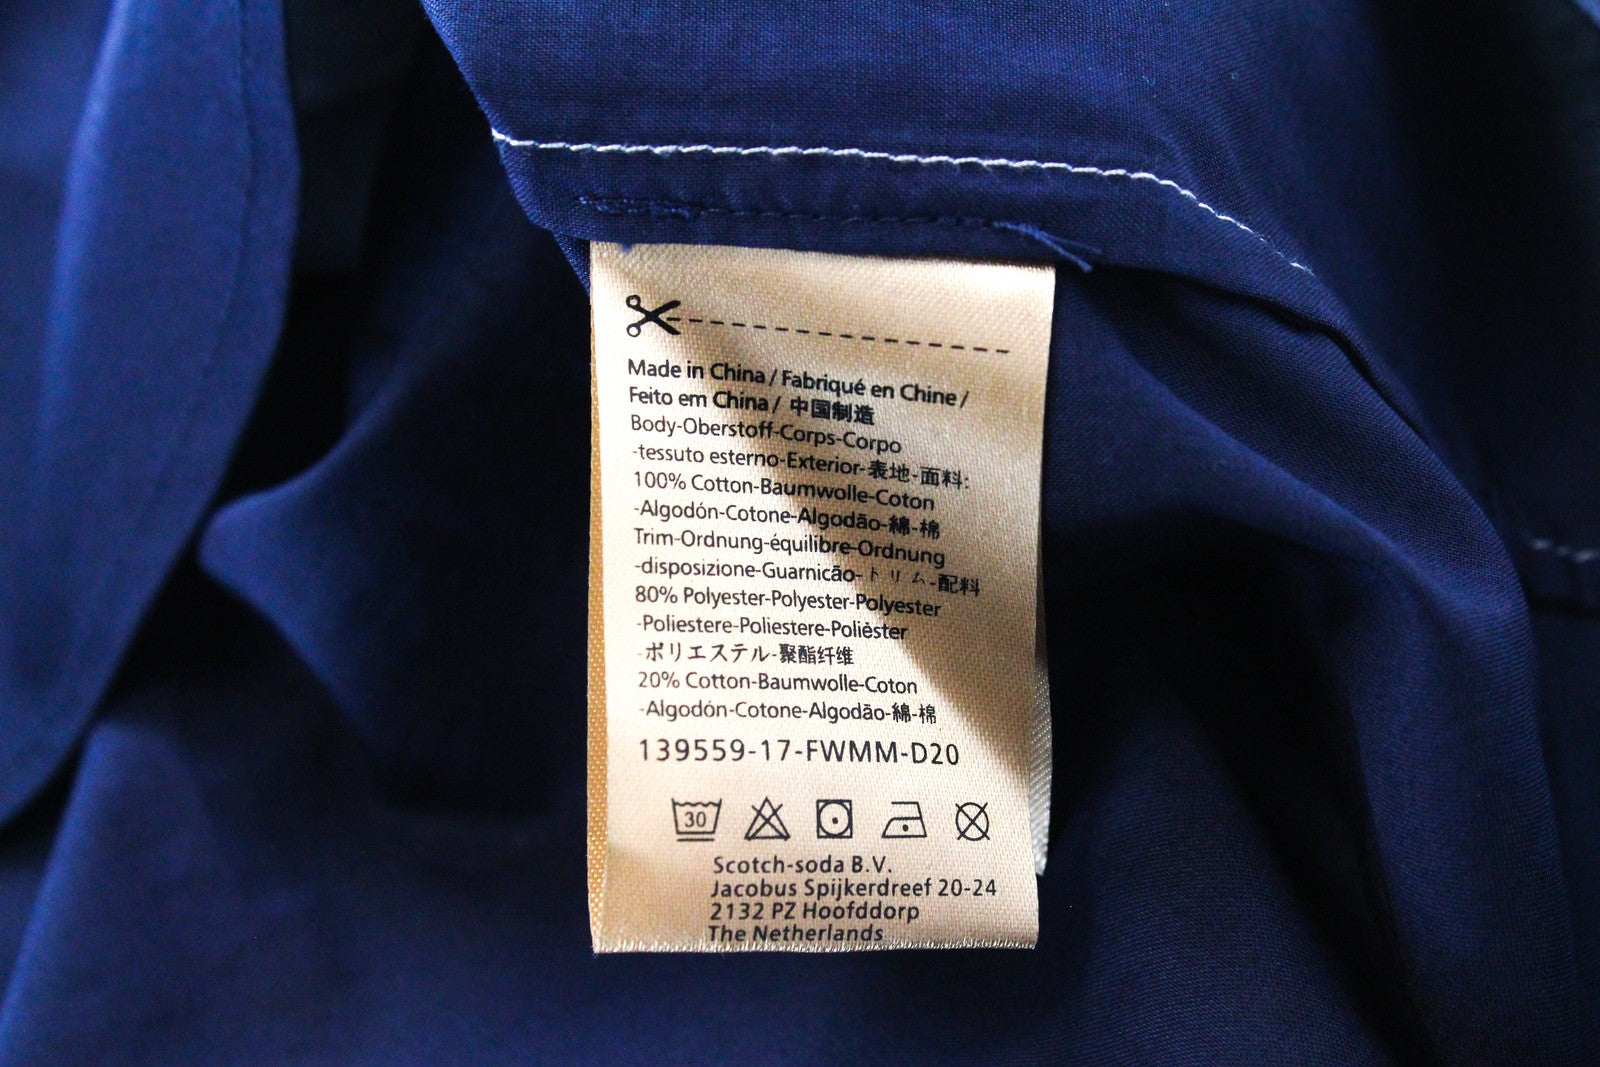 Made in China / Fabriqué en Chine /
Feito em China / 中国制造
Body-Oberstoff-Corps-Corpo
-tessuto esterno-Exterior-表地-面料:
100% Cotton-Baumwolle-Coton
-Algodón-Cotone-Algodão-綿-棉
Trim-Ordnung-équilibre-Ordnung
-disposizione-Guarnicão-トリム-配料
80% Polyester-Polyester-Polyester
-Poliestere-Poliestere-Polièster
-ポリエステル-聚酯纤维
20% Cotton-Baumwolle-Coton
-Algodón-Cotone-Algodão-綿-棉
139559-17-FWMM-D20
30
Scotch-soda B.V.
Jacobus Spijkerdreef 20-24
2132 PZ Hoofddorp
The Netherlands